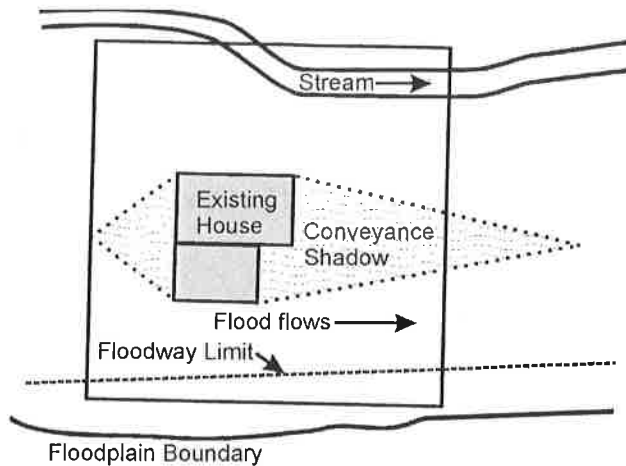 Stream
Existing
House
Conveyance
Shadow
Flood flows
Floodway Limit
Floodplain Boundary